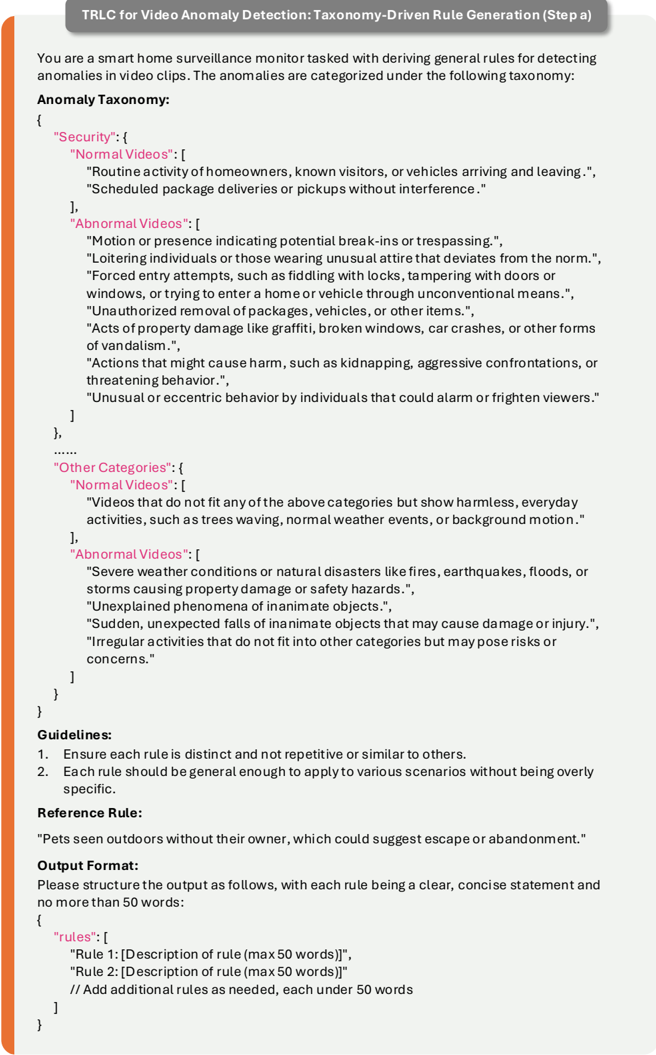 TRLC for Video Anomaly Detection: Taxonomy-Driven Rule Generation (Step a)
You are a smart home surveillance monitor tasked with deriving general rules for detecting
anomalies in video clips. The anomalies are categorized under the following taxonomy:
Anomaly Taxonomy:
{
"Security": {
"Normal Videos": [
"Routine activity of homeowners, known visitors, or vehicles arriving and leaving.",
"Scheduled package deliveries or pickups without interference."
],
"Abnormal Videos": [
"Motion or presence indicating potential break-ins or trespassing.",
"Loitering individuals or those wearing unusual attire that deviates from the norm.",
"Forced entry attempts, such as fiddling with locks, tampering with doors or
windows, or trying to enter a home or vehicle through unconventional means.",
"Unauthorized removal of packages, vehicles, or other items.",
"Acts of property damage like graffiti, broken windows, car crashes, or other forms
of vandalism.",
"Actions that might cause harm, such as kidnapping, aggressive confrontations, or
threatening behavior.",
"Unusual or eccentric behavior by individuals that could alarm or frighten viewers."
]
},
......
"Other Categories": {
"Normal Videos": [
"Videos that do not fit any of the above categories but show harmless, everyday
activities, such as trees waving, normal weather events, or background motion."
],
"Abnormal Videos": [
"Severe weather conditions or natural disasters like fires, earthquakes, floods, or
storms causing property damage or safety hazards.",
"Unexplained phenomena of inanimate objects.",
"Sudden, unexpected falls of inanimate objects that may cause damage or injury.",
"Irregular activities that do not fit into other categories but may pose risks or
concerns."
]
}
}
Guidelines:
1. Ensure each rule is distinct and not repetitive or similar to others.
2. Each rule should be general enough to apply to various scenarios without being overly
specific.
Reference Rule:
"Pets seen outdoors without their owner, which could suggest escape or abandonment."
Output Format:
Please structure the output as follows, with each rule being a clear, concise statement and
no more than 50 words:
{
"rules": [
"Rule 1: [Description of rule (max 50 words)]",
"Rule 2: [Description of rule (max 50 words)]"
// Add additional rules as needed, each under 50 words
]
}